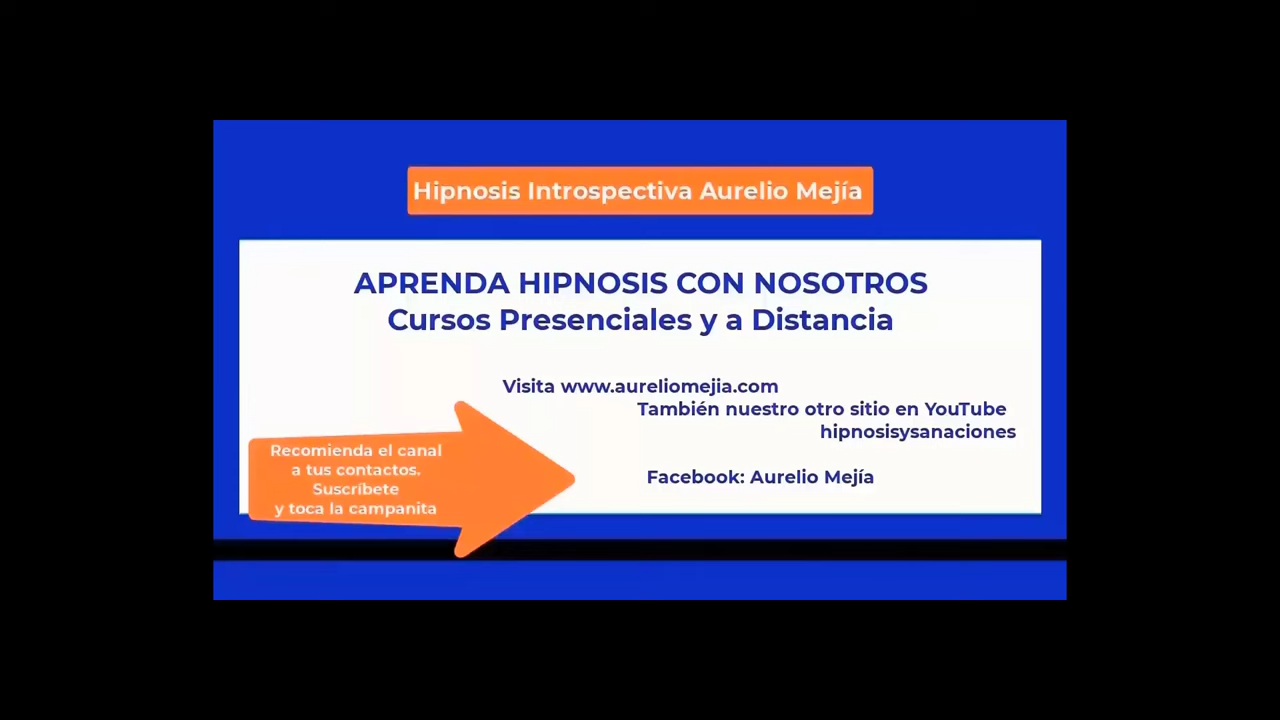 Hipnosis Introspectiva Aurelio Mejía
APRENDA HIPNOSIS CON NOSOTROS
Cursos Presenciales y a Distancia
Visita www.aureliomejia.com
También nuestro otro sitio en YouTube
hipnosisysanaciones
Facebook: Aurelio Mejía
Recomienda el canal
a tus contactos.
Suscríbete
y toca la campanita